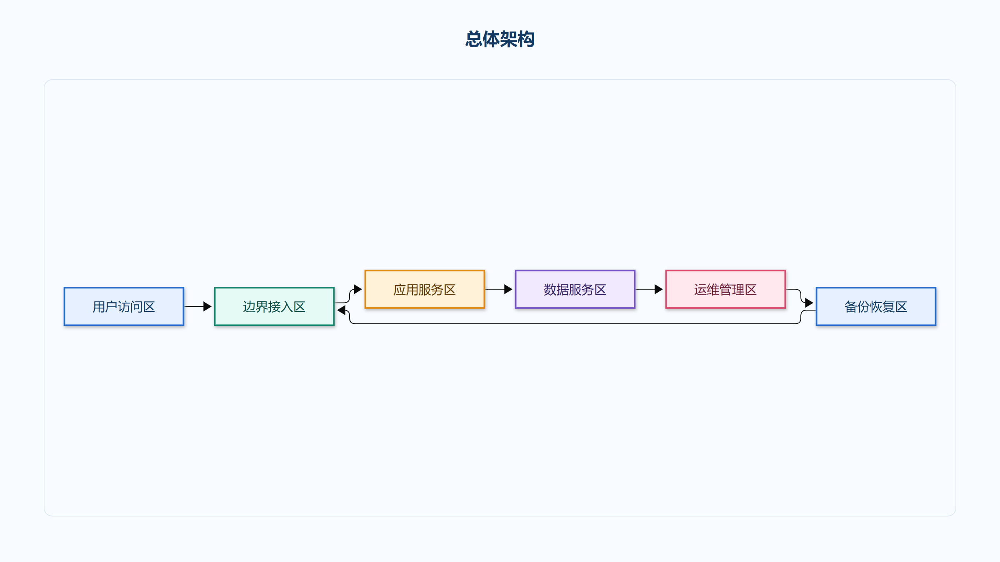 总体架构
用户访问区
边界接入区
应用服务区
数据服务区
运维管理区
备份恢复区